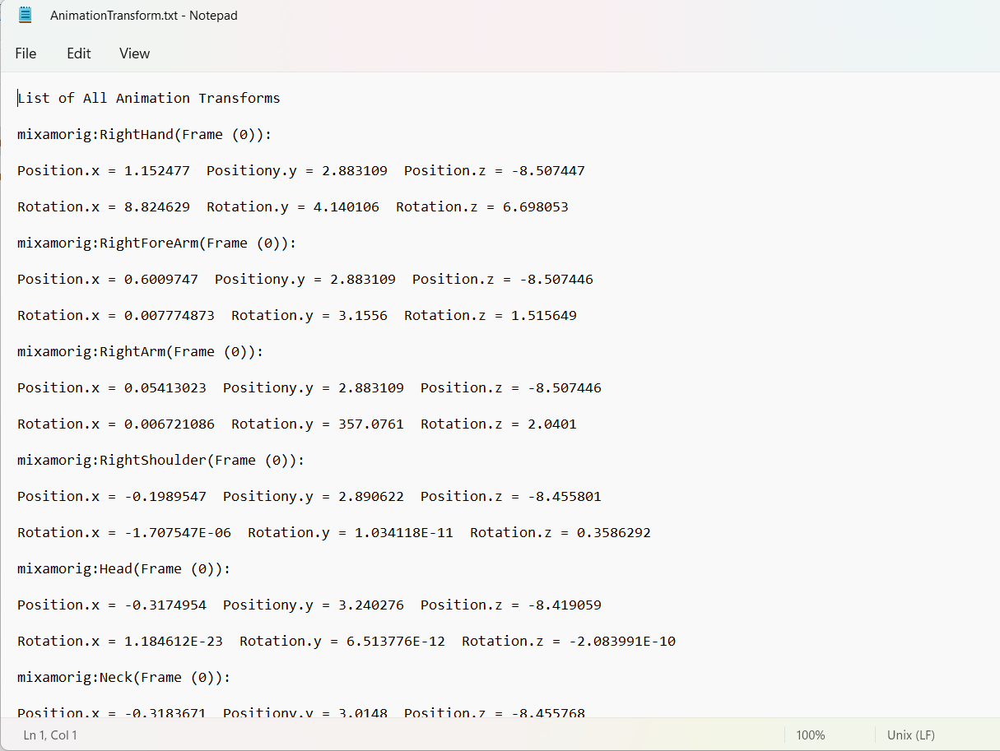 AnimationTransform.txt - Notepad
File Edit View
List of All Animation Transforms
mixamorig:RightHand(Frame (0)):
Position.x = 1.152477  Positiony.y = 2.883109  Position.z = -8.507447
Rotation.x = 8.824629  Rotation.y = 4.140106  Rotation.z = 6.698053
mixamorig:RightForeArm(Frame (0)):
Position.x = 0.6009747  Positiony.y = 2.883109  Position.z = -8.507446
Rotation.x = 0.007774873  Rotation.y = 3.1556  Rotation.z = 1.515649
mixamorig:RightArm(Frame (0)):
Position.x = 0.05413023  Positiony.y = 2.883109  Position.z = -8.507446
Rotation.x = 0.006721086  Rotation.y = 357.0761  Rotation.z = 2.0401
mixamorig:RightShoulder(Frame (0)):
Position.x = -0.1989547  Positiony.y = 2.890622  Position.z = -8.455801
Rotation.x = -1.707547E-06  Rotation.y = 1.034118E-11  Rotation.z = 0.3586292
mixamorig:Head(Frame (0)):
Position.x = -0.3174954  Positiony.y = 3.240276  Position.z = -8.419059
Rotation.x = 1.184612E-23  Rotation.y = 6.513776E-12  Rotation.z = -2.083991E-10
mixamorig:Neck(Frame (0)):
Position.x = -0.3183671  Positiony.y = 3.0148  Position.z = -8.455768
Ln 1, Col 1 100% Unix (LF)